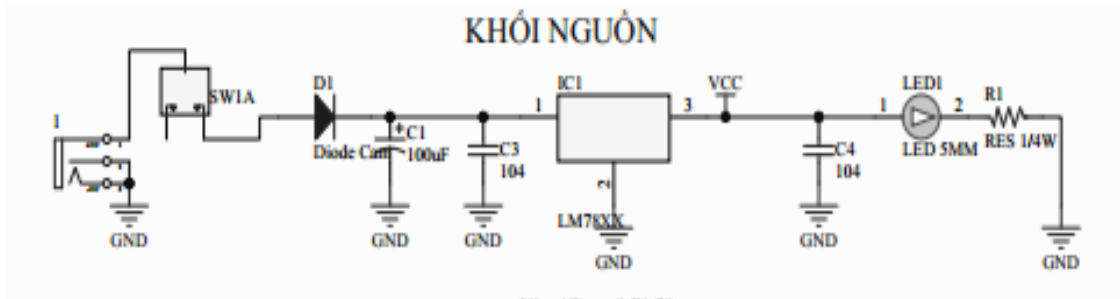 KHỐI NGUỒN
1
SW1A
D1
Diode Cam
C1
100uF
C3
104
IC1
1
3
2
LM78XX
VCC
C4
104
LED1
1
2
LED 5MM
R1
RES 1/4W
GND
GND
GND
GND
GND
GND